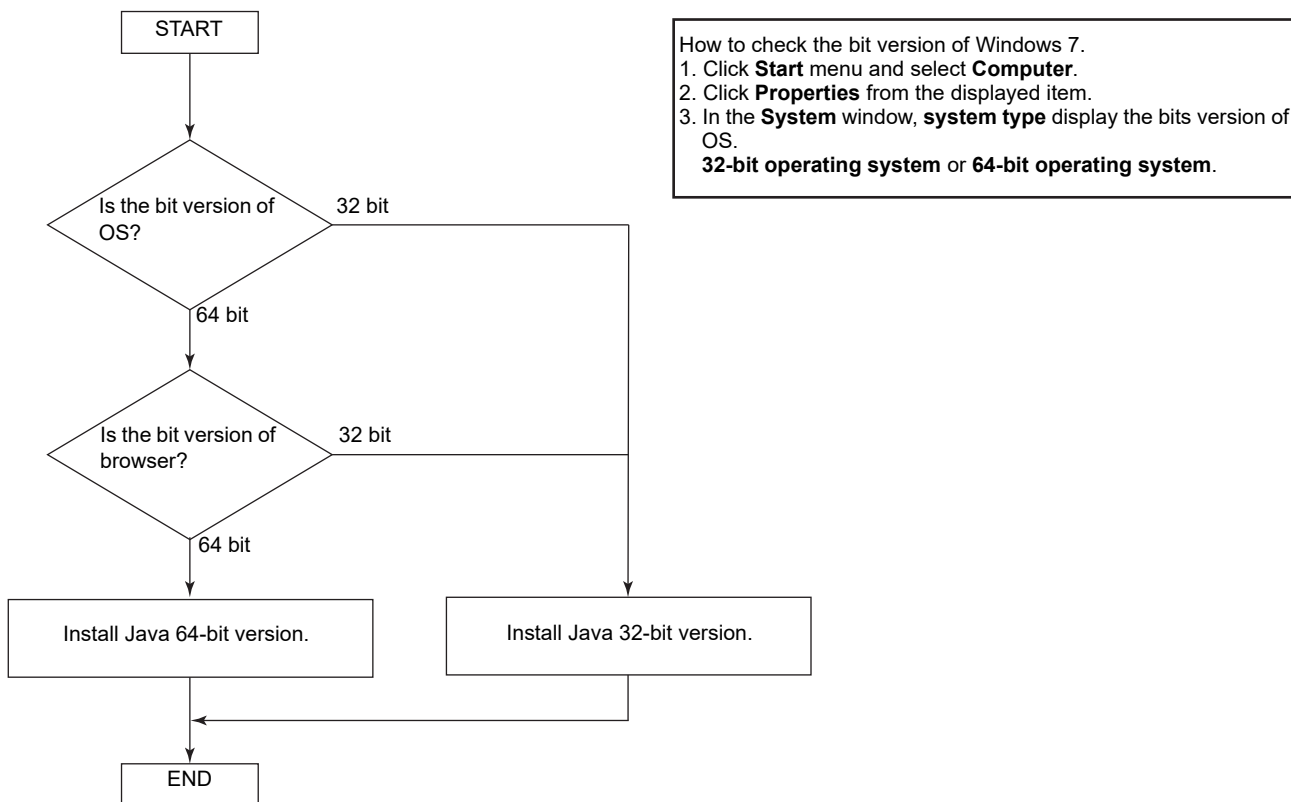 START
How to check the bit version of Windows 7.
1. Click Start menu and select Computer.
2. Click Properties from the displayed item.
3. In the System window, system type display the bits version of
OS.
32-bit operating system or 64-bit operating system.
Is the bit version of
OS?
32 bit
64 bit
Is the bit version of
browser?
32 bit
64 bit
Install Java 64-bit version.
Install Java 32-bit version.
END